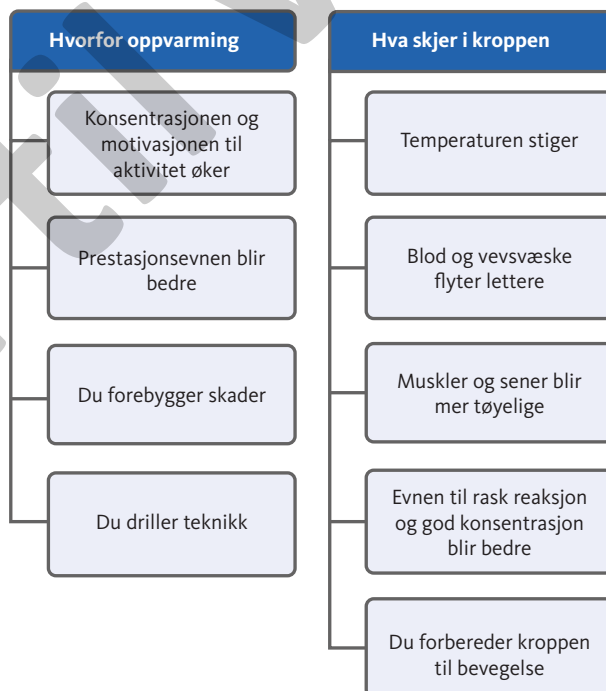 Hvorfor oppvarming
Konsentrasjonen og
motivasjonen til
aktivitet øker
Prestasjonsevnen blir
bedre
Du forebygger skader
Du driller teknikk
Hva skjer i kroppen
Temperaturen stiger
Blod og vevsvæske
flyter lettere
Muskler og sener blir
mer tøyelige
Evnen til rask reaksjon
og god konsentrasjon
blir bedre
Du forbereder kroppen
til bevegelse
til